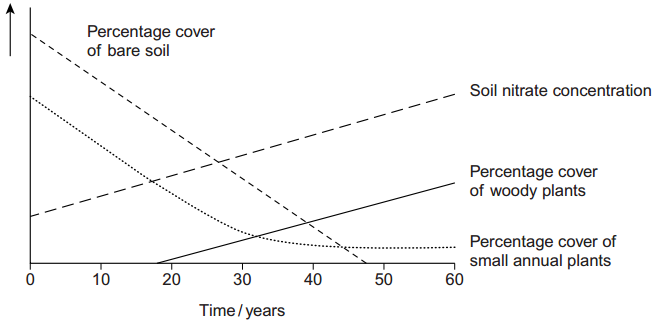 Percentage cover
of bare soil
Soil nitrate concentration
Percentage cover
of woody plants
Percentage cover of
small annual plants
0 10 20 30 40 50 60
Time / years